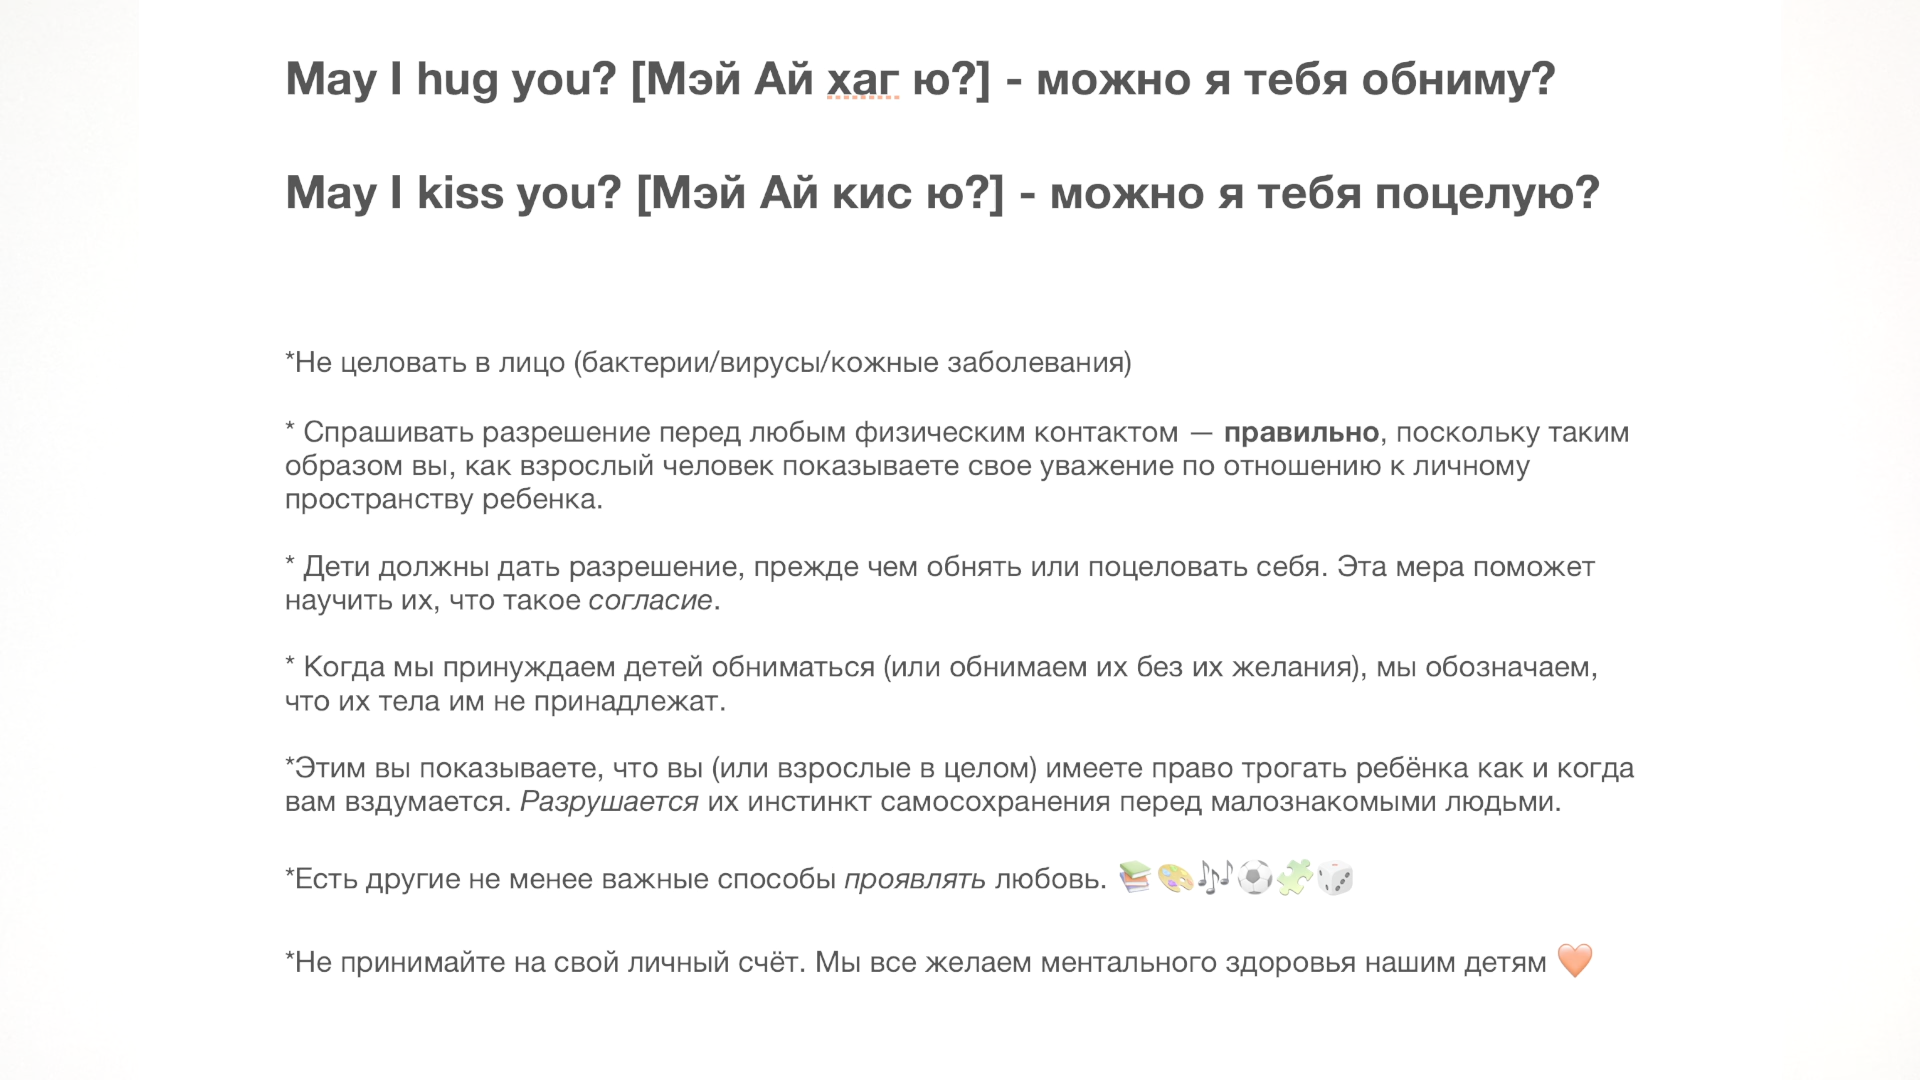 May I hug you? [Мэй Ай хаг ю?] - можно я тебя обниму?
May I kiss you? [Мэй Ай кис ю?] - можно я тебя поцелую?
*Не целовать в лицо (бактерии/вирусы/кожные заболевания)
* Спрашивать разрешение перед любым физическим контактом — правильно, поскольку таким
образом вы, как взрослый человек показываете свое уважение по отношению к личному
пространству ребенка.
* Дети должны дать разрешение, прежде чем обнять или поцеловать себя. Эта мера поможет
научить их, что такое согласие.
* Когда мы принуждаем детей обниматься (или обнимаем их без их желания), мы обозначаем,
что их тела им не принадлежат.
*Этим вы показываете, что вы (или взрослые в целом) имеете право трогать ребёнка как и когда
вам вздумается. Разрушается их инстинкт самосохранения перед малознакомыми людьми.
*Есть другие не менее важные способы проявлять любовь. 📚🎨🎶⚽🧩🎲
*Не принимайте на свой личный счёт. Мы все желаем ментального здоровья нашим детям 🧡